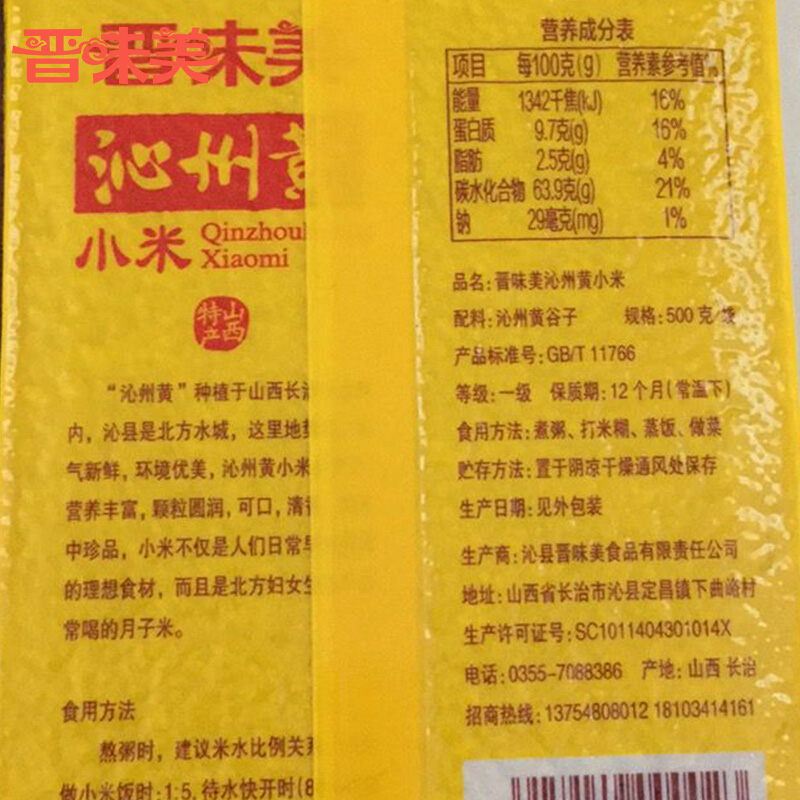 晋味美
晋味美
沁州黄
小米
Qinzhou
Xiaomi
山西
特产
“沁州黄”种植于山西长
内，沁县是北方水城，这里地
气新鲜，环境优美，沁州黄小米
营养丰富，颗粒圆润，可口，清
中珍品，小米不仅是人们日常
的理想食材，而且是北方妇女
常喝的月子米。
食用方法
熬粥时，建议米水比例关
做小米饭时:1:5,待水快开时(8
营养成分表
项目 每100克(g) 营养素参考值%
能量 1342千焦(kJ) 16%
蛋白质 9.7克(g) 16%
脂肪 2.5克(g) 4%
碳水化合物 63.9克(g) 21%
钠 29毫克(mg) 1%
品名:晋味美沁州黄小米
配料:沁州黄谷子 规格:500克/袋
产品标准号:GB/T 11766
等级:一级 保质期:12个月(常温下)
食用方法:煮粥、打米糊、蒸饭、做菜
贮存方法:置于阴凉干燥通风处保存
生产日期:见外包装
生产商:沁县晋味美食品有限责任公司
地址:山西省长治市沁县定昌镇下曲峪村
生产许可证号:SC1011404301014X
电话:0355-7088386 产地:山西 长治
招商热线:13754808012 18103414161